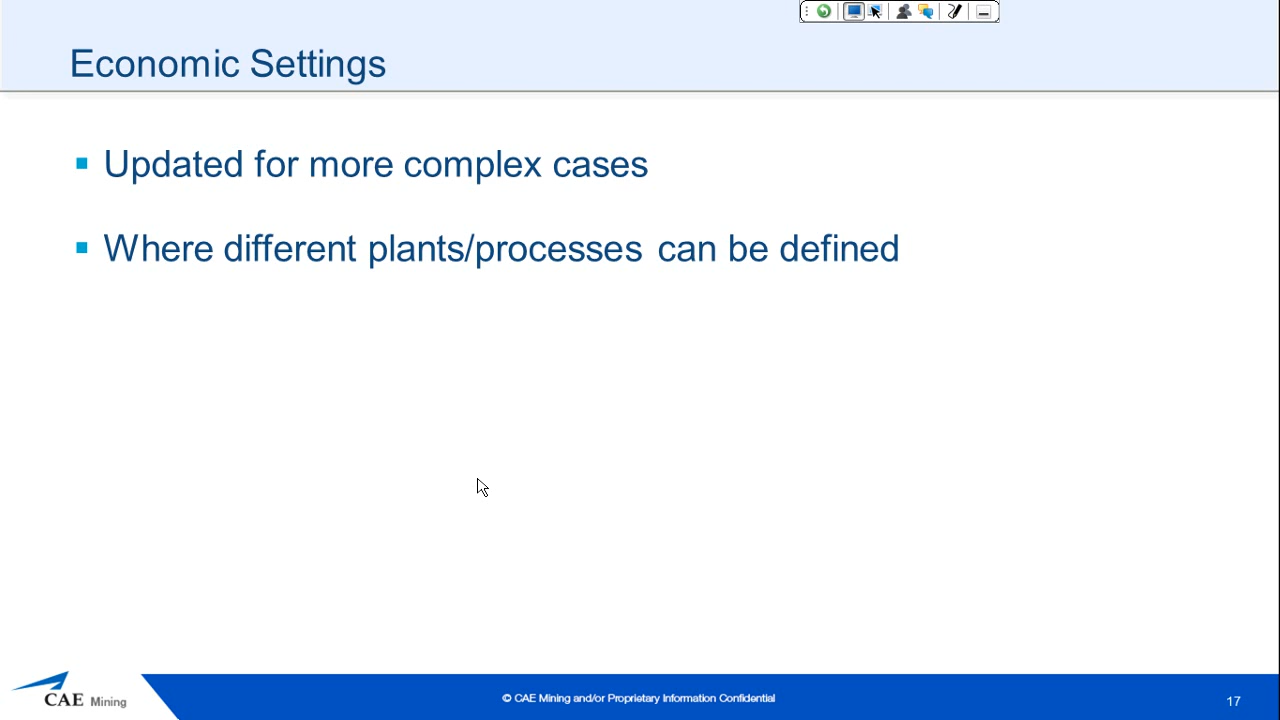 Economic Settings
Updated for more complex cases
Where different plants/processes can be defined
CAE Mining
© CAE Mining and/or Proprietary Information Confidential
17